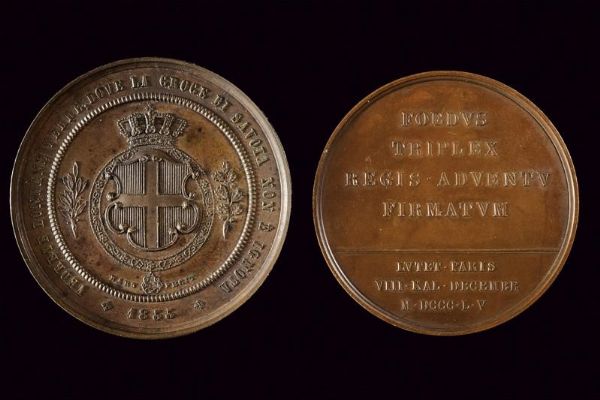 DOVE LA CROCE DI SAVOIA NON È IGNOTA
1855
FOEDVS
TRIPLEX
REGIS·ADVENTV
FIRMATVM
LVTET·PARIS
VIII·KAL·DECEMBR
M·DCCC·L·V